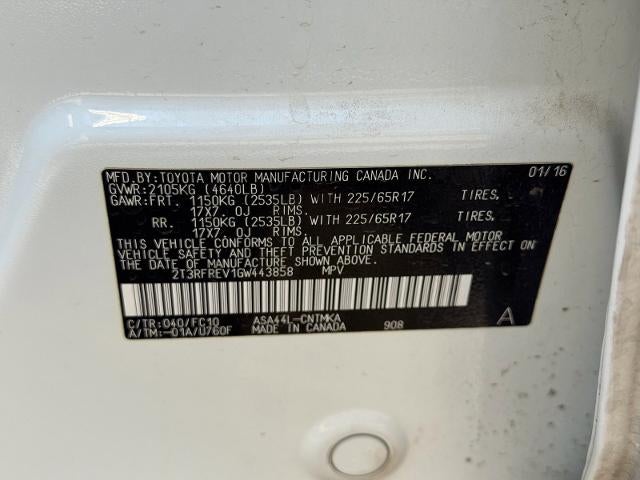 MFD.BY:TOYOTA MOTOR MANUFACTURING CANADA INC. 01/16
GVWR:2105KG (4640LB)
GAWR:FRT. 1150KG (2535LB) WITH 225/65R17 TIRES,
17X7. OJ RIMS.
RR. 1150KG (2535LB) WITH 225/65R17 TIRES,
17X7. OJ RIMS.
THIS VEHICLE CONFORMS TO ALL APPLICABLE FEDERAL MOTOR
VEHICLE SAFETY AND THEFT PREVENTION STANDARDS IN EFFECT
ON THE DATE OF MANUFACTURE SHOWN ABOVE.
2T3RFREV1GW443858 MPV
C/TR:040/FC10 ASA44L-CNTMKA A
A/TM:-01A/U760F MADE IN CANADA 908